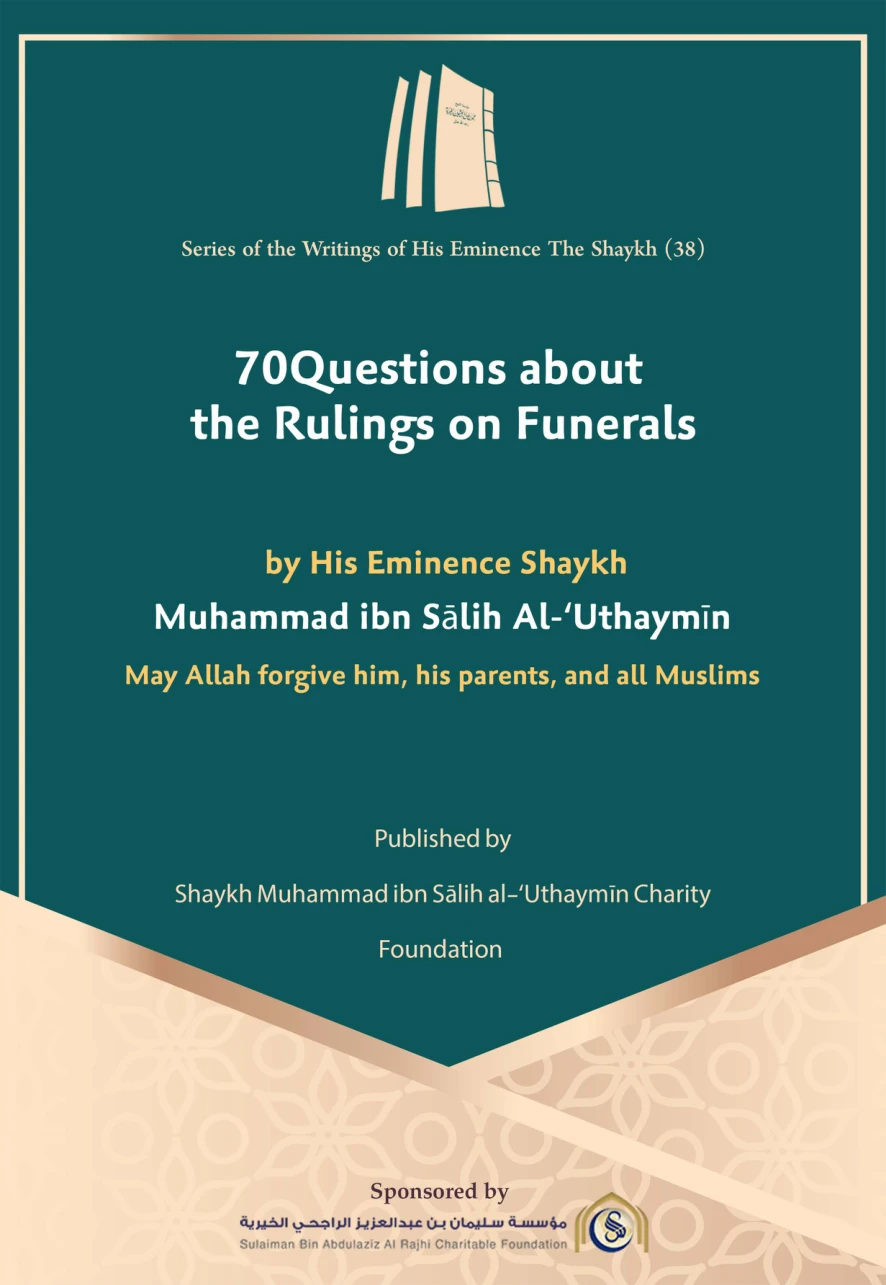 Series of the Writings of His Eminence The Shaykh (38)
70Questions about
the Rulings on Funerals
by His Eminence Shaykh
Muhammad ibn Sālih Al-‘Uthaymīn
May Allah forgive him, his parents, and all Muslims
Published by
Shaykh Muhammad ibn Sālih al–‘Uthaymīn Charity
Foundation
Sponsored by
مؤسسة سليمان بن عبدالعزيز الراجحي الخيرية
Sulaiman Bin Abdulaziz Al Rajhi Charitable Foundation